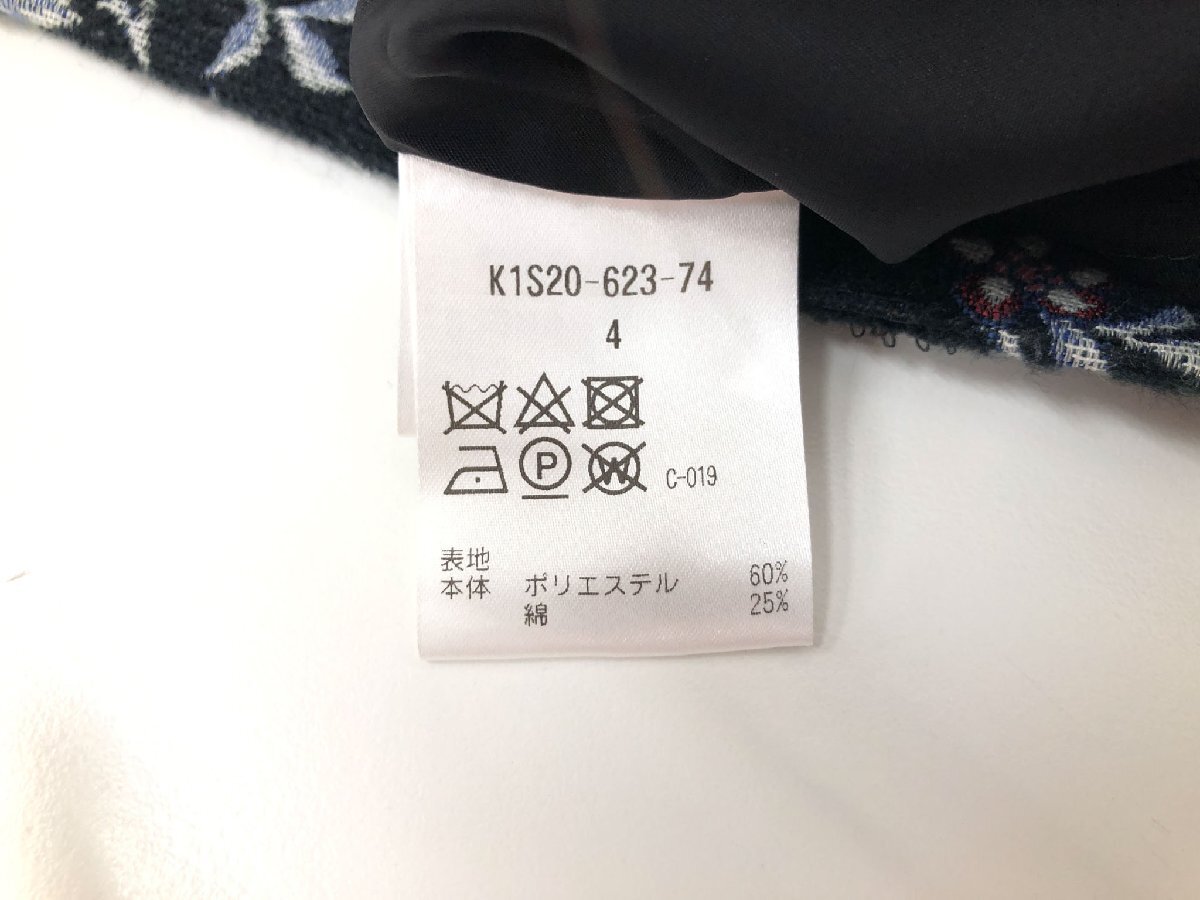 K1S20-623-74
4
P W C-019
表地
本体 ポリエステル 60%
綿 25%